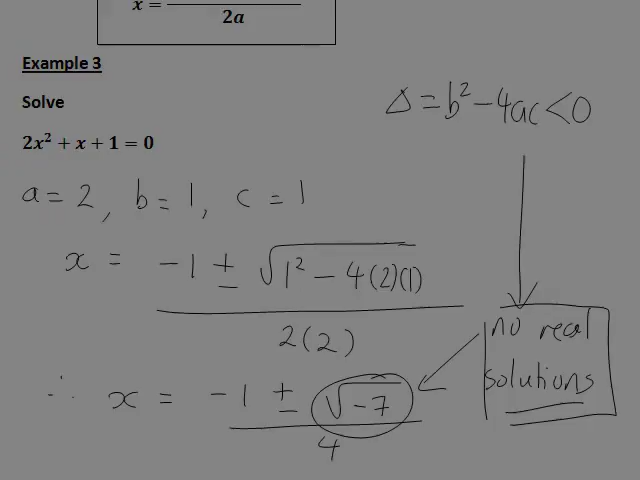 x =
2a
Example 3
Solve
2x² + x + 1 = 0
Δ = b² - 4ac < 0
a = 2, b = 1, c = 1
x = -1 ± √1² - 4(2)(1)
2(2)
∴ x = -1 ± √-7
4
no real
solutions